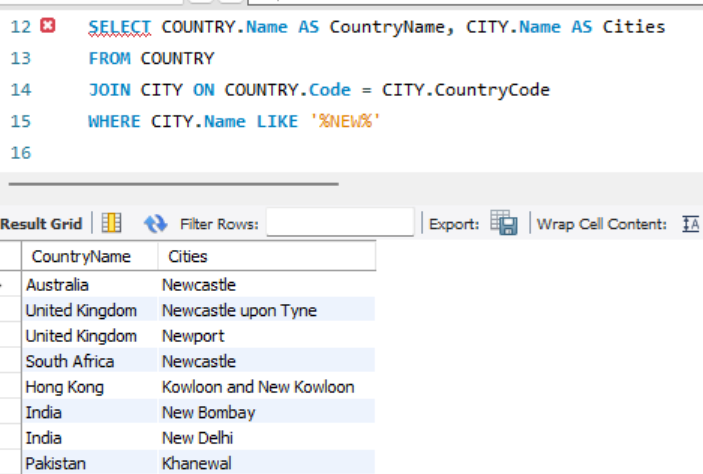 12 SELECT COUNTRY.Name AS CountryName, CITY.Name AS Cities
13 FROM COUNTRY
14 JOIN CITY ON COUNTRY.Code = CITY.CountryCode
15 WHERE CITY.Name LIKE '%NEW%'
16
Result Grid Filter Rows: Export: Wrap Cell Content: IA
CountryName Cities
Australia Newcastle
United Kingdom Newcastle upon Tyne
United Kingdom Newport
South Africa Newcastle
Hong Kong Kowloon and New Kowloon
India New Bombay
India New Delhi
Pakistan Khanewal